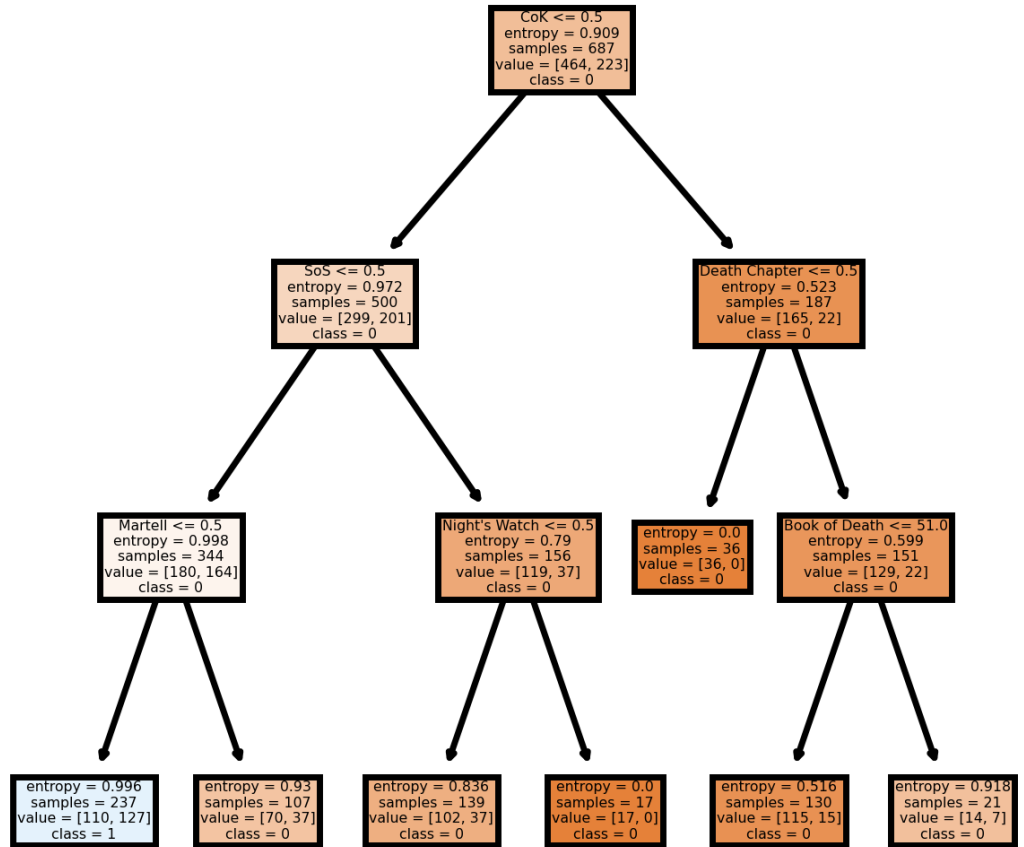 CoK <= 0.5
entropy = 0.909
samples = 687
value = [464, 223]
class = 0
SoS <= 0.5
entropy = 0.972
samples = 500
value = [299, 201]
class = 0
Death Chapter <= 0.5
entropy = 0.523
samples = 187
value = [165, 22]
class = 0
Martell <= 0.5
entropy = 0.998
samples = 344
value = [180, 164]
class = 0
Night's Watch <= 0.5
entropy = 0.79
samples = 156
value = [119, 37]
class = 0
entropy = 0.0
samples = 36
value = [36, 0]
class = 0
Book of Death <= 51.0
entropy = 0.599
samples = 151
value = [129, 22]
class = 0
entropy = 0.996
samples = 237
value = [110, 127]
class = 1
entropy = 0.93
samples = 107
value = [70, 37]
class = 0
entropy = 0.836
samples = 139
value = [102, 37]
class = 0
entropy = 0.0
samples = 17
value = [17, 0]
class = 0
entropy = 0.516
samples = 130
value = [115, 15]
class = 0
entropy = 0.918
samples = 21
value = [14, 7]
class = 0